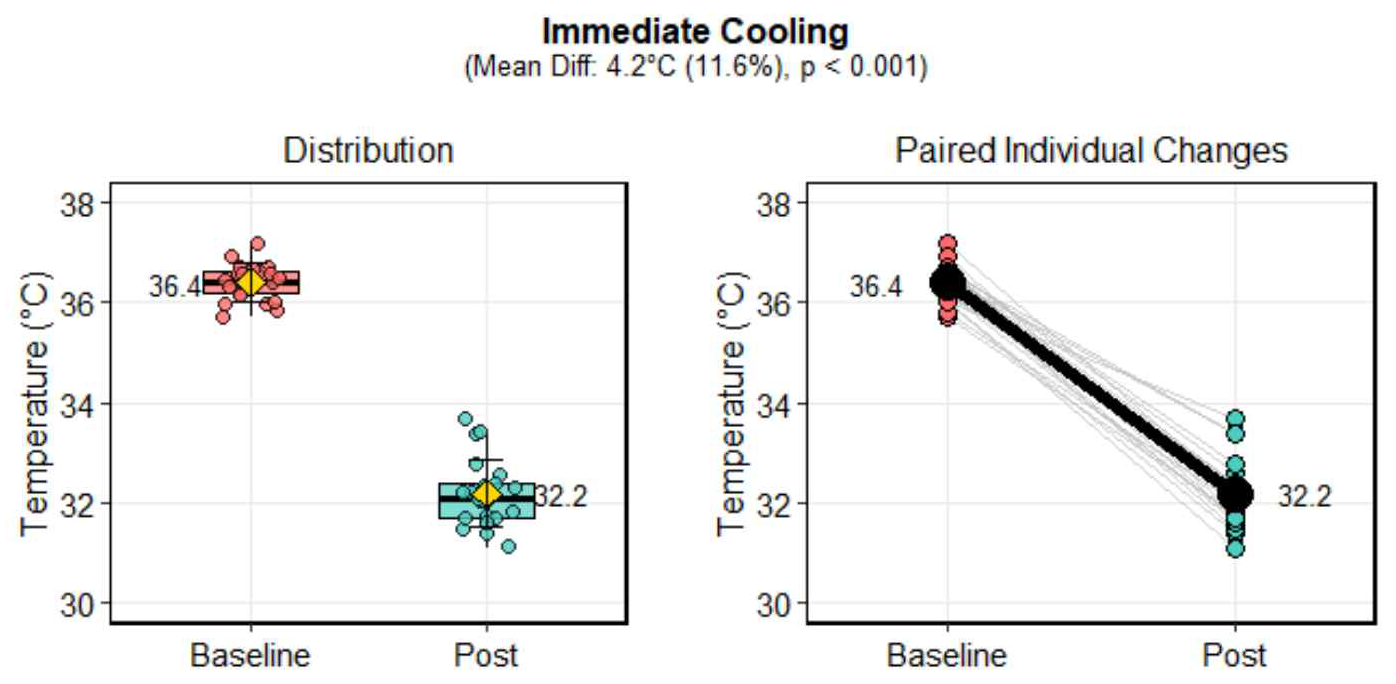 Immediate Cooling
(Mean Diff: 4.2°C (11.6%), p < 0.001)
Distribution
Temperature (°C)
38
36
34
32
30
36.4
32.2
Baseline Post
Paired Individual Changes
Temperature (°C)
38
36
34
32
30
36.4
32.2
Baseline Post